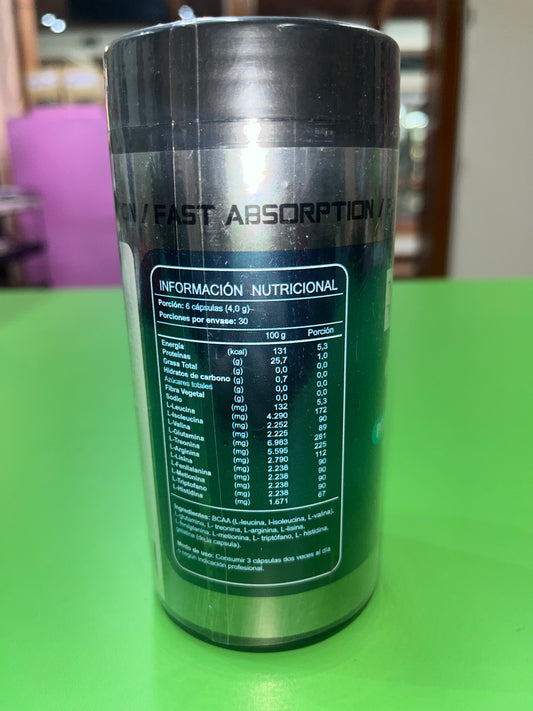 / FAST ABSORPTION /
INFORMACIÓN NUTRICIONAL
Porción: 6 cápsulas (4,0 g)
Porciones por envase: 30
100 g Porción
Energía (kcal) 131 5,3
Proteínas (g) 25,7 1,0
Grasa Total (g) 0,0 0,0
Hidratos de carbono (g) 0,7 0,0
Azúcares totales (g) 0,0 0,0
Fibra Vegetal (g) 0,0 0,0
Sodio (mg) 132 5,3
L-Leucina (mg) 4.290 172
L-Isoleucina (mg) 2.252 90
L-Valina (mg) 2.225 89
L-Glutamina (mg) 6.983 281
L-Treonina (mg) 5.595 225
L-Arginina (mg) 2.790 112
L-Lisina (mg) 2.238 90
L-Fenilalanina (mg) 2.238 90
L-Metionina (mg) 2.238 90
L-Triptofano (mg) 1.671 67
L-Histidina
Ingredientes: BCAA (L-leucina, l-isoleucina, L-valina),
L-glutamina, L- treonina, L-arginina, L-lisina,
L-fenilalanina, L-metionina, L- triptófano, L- histidina,
gelatina (de la capsula).
Modo de uso: Consumir 3 cápsulas dos veces al día
o según indicación profesional.